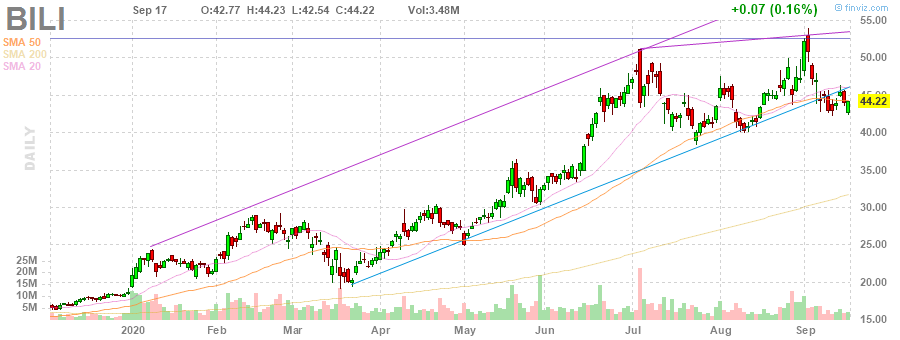 BILI
Sep 17 O:42.77 H:44.23 L:42.54 C:44.22 Vol:3.48M +0.07 (0.16%) © finviz.com
SMA 50
SMA 200
SMA 20
DAILY
55.00
50.00
45.00
44.22
40.00
35.00
30.00
25.00
20.00
15.00
25M
20M
15M
10M
5M
2020 Feb Mar Apr May Jun Jul Aug Sep